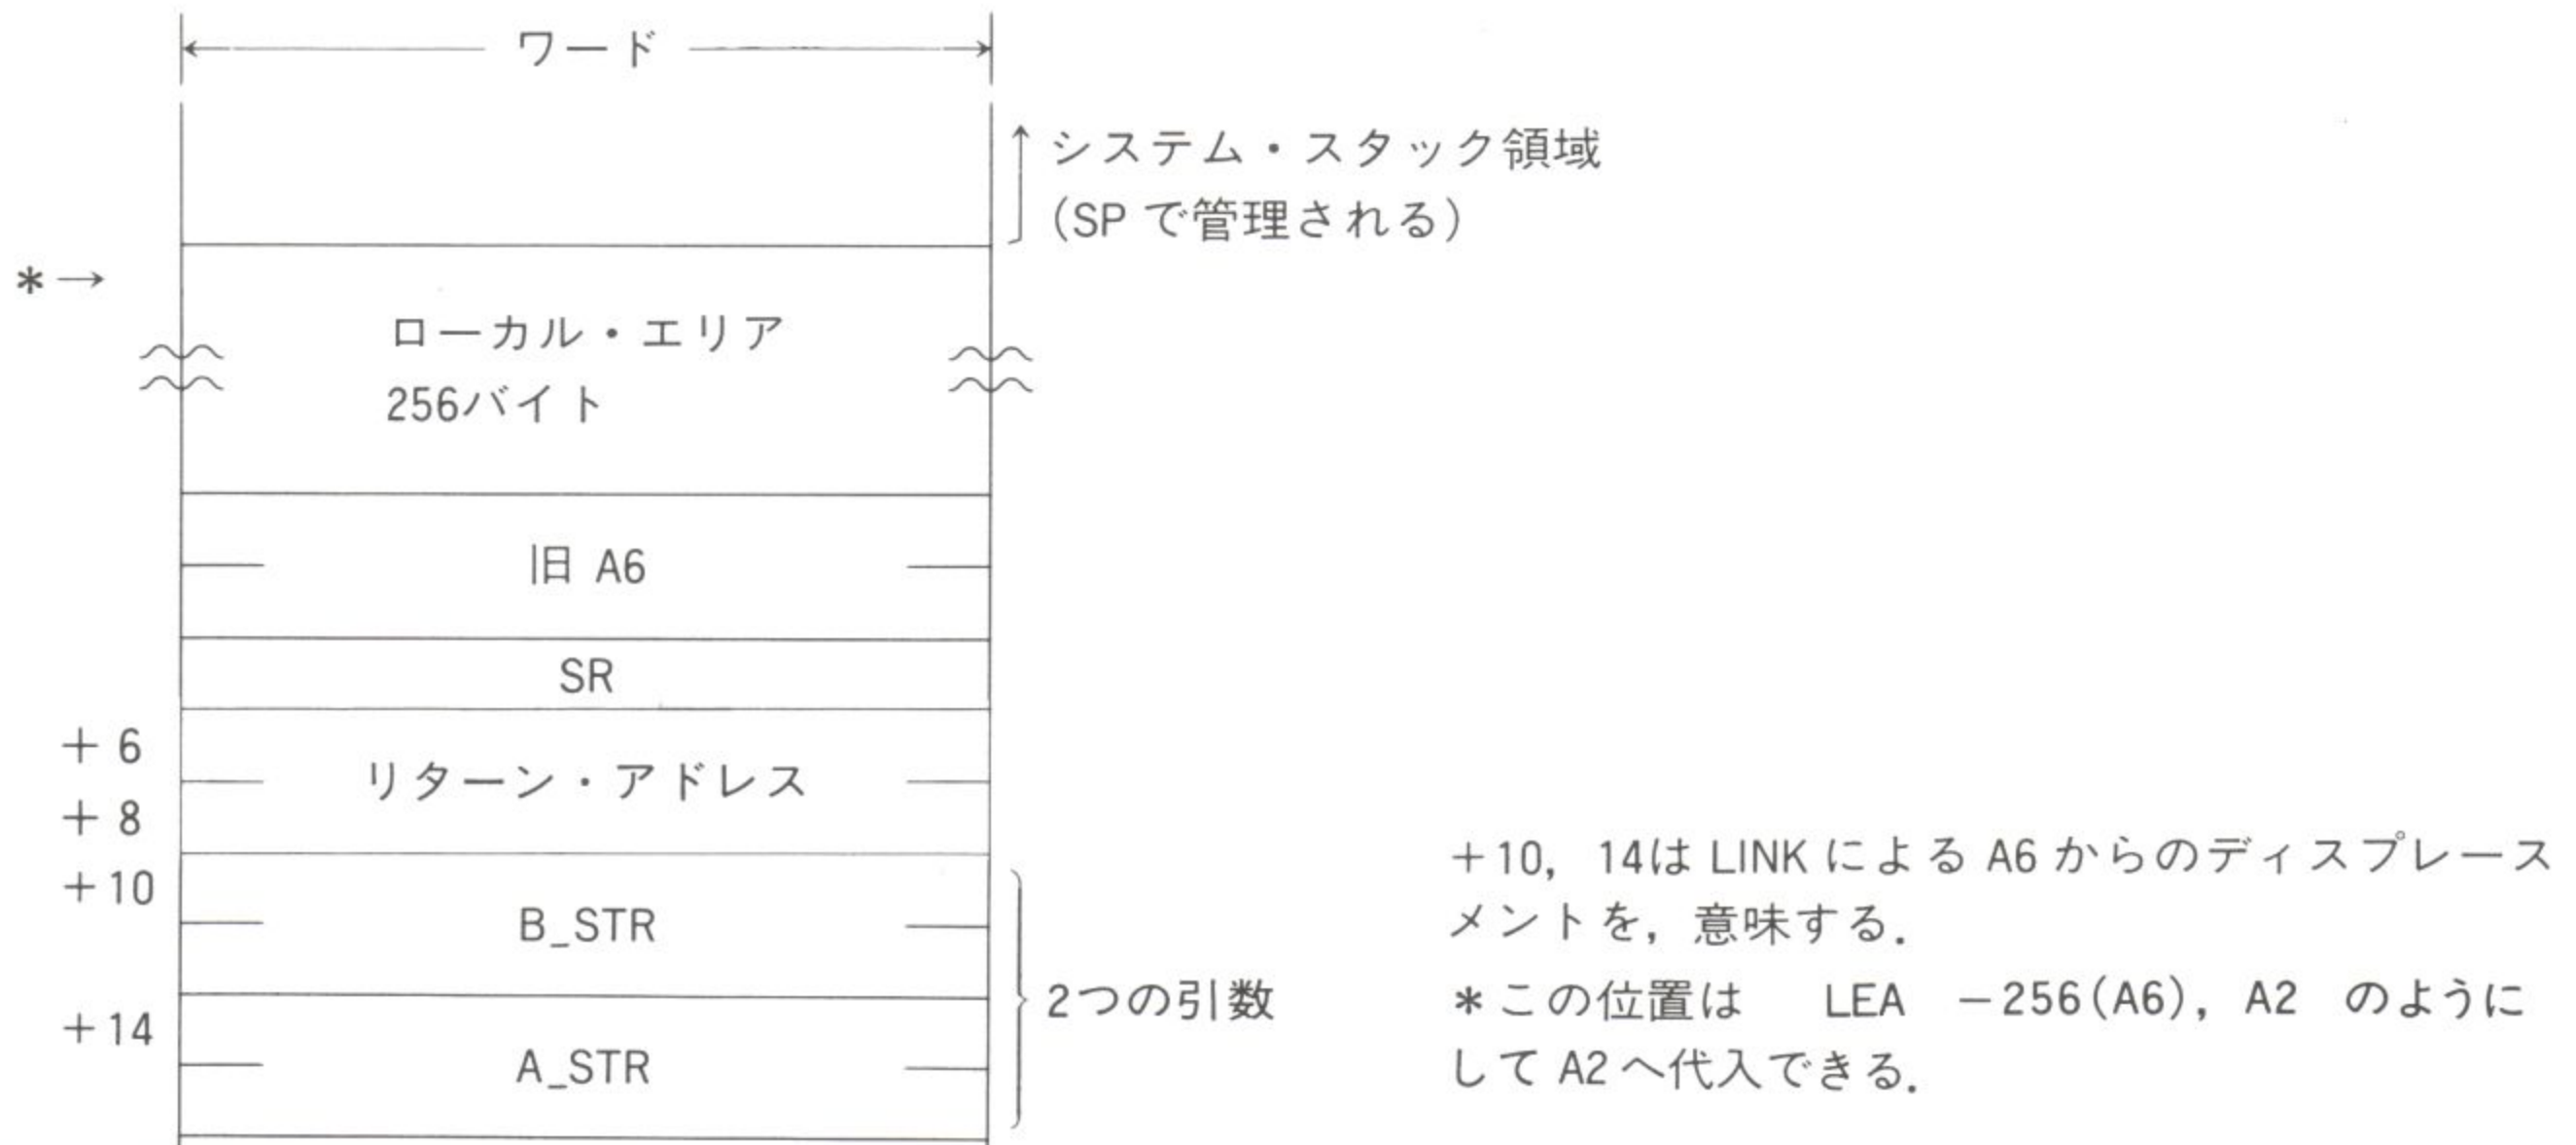 ワード
システム・スタック領域
(SP で管理される)
*→
ローカル・エリア
256バイト
旧 A6
SR
+6
リターン・アドレス
+8
+10
B_STR
2つの引数
+14
A_STR
+10, 14は LINK による A6 からのディスプレース
メントを, 意味する.
*この位置は LEA −256(A6), A2 のように
して A2 へ代入できる.